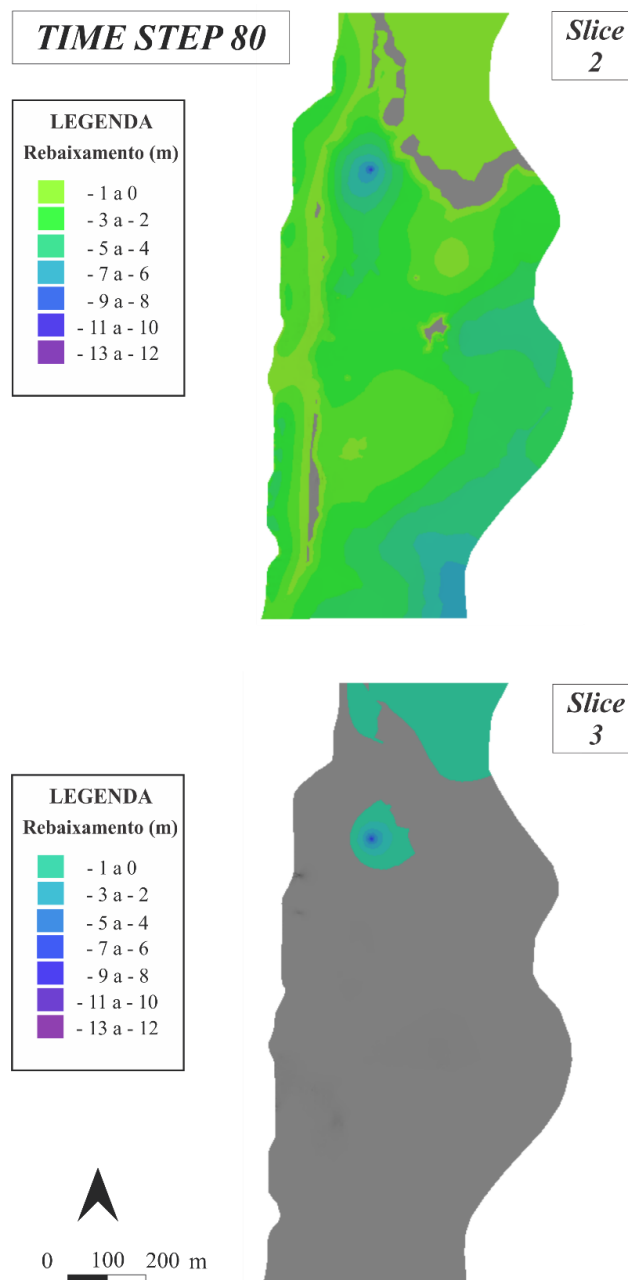 TIME STEP 80
Slice
2
LEGENDA
Rebaixamento (m)
- 1 a 0
- 3 a - 2
- 5 a - 4
- 7 a - 6
- 9 a - 8
- 11 a - 10
- 13 a - 12
Slice
3
LEGENDA
Rebaixamento (m)
- 1 a 0
- 3 a - 2
- 5 a - 4
- 7 a - 6
- 9 a - 8
- 11 a - 10
- 13 a - 12
0 100 200 m